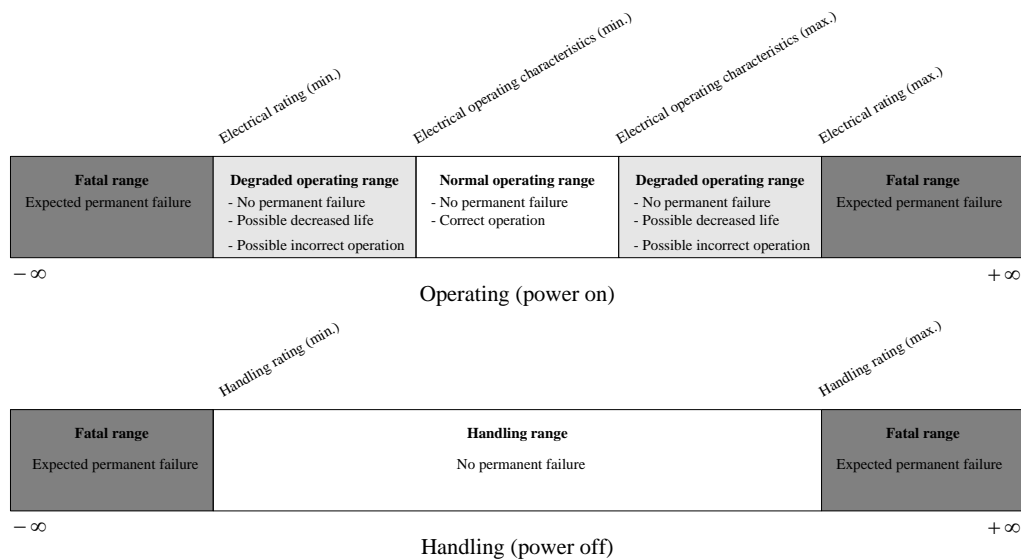 Electrical rating (min.)
Electrical operating characteristics (min.)
Electrical operating characteristics (max.)
Electrical rating (max.)
Fatal range
Expected permanent failure
Degraded operating range
- No permanent failure
- Possible decreased life
- Possible incorrect operation
Normal operating range
- No permanent failure
- Correct operation
Degraded operating range
- No permanent failure
- Possible decreased life
- Possible incorrect operation
Fatal range
Expected permanent failure
− ∞
+ ∞
Operating (power on)
Handling rating (min.)
Handling rating (max.)
Fatal range
Expected permanent failure
Handling range
No permanent failure
Fatal range
Expected permanent failure
− ∞
+ ∞
Handling (power off)